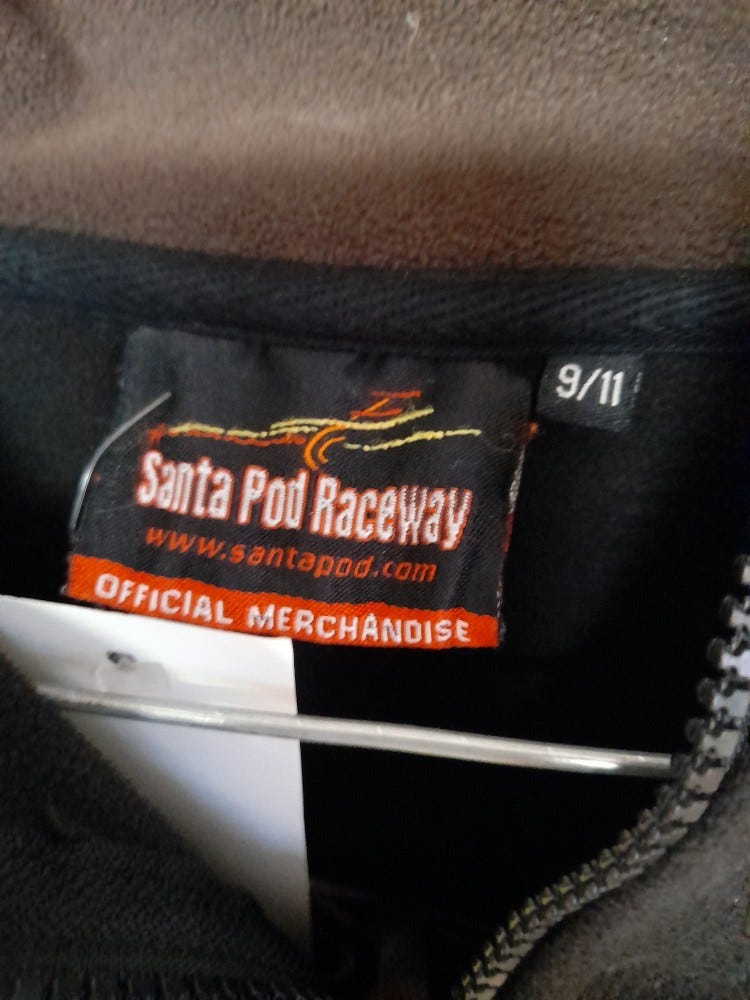 Santa Pod Raceway
www.santapod.com
OFFICIAL MERCHANDISE
9/11